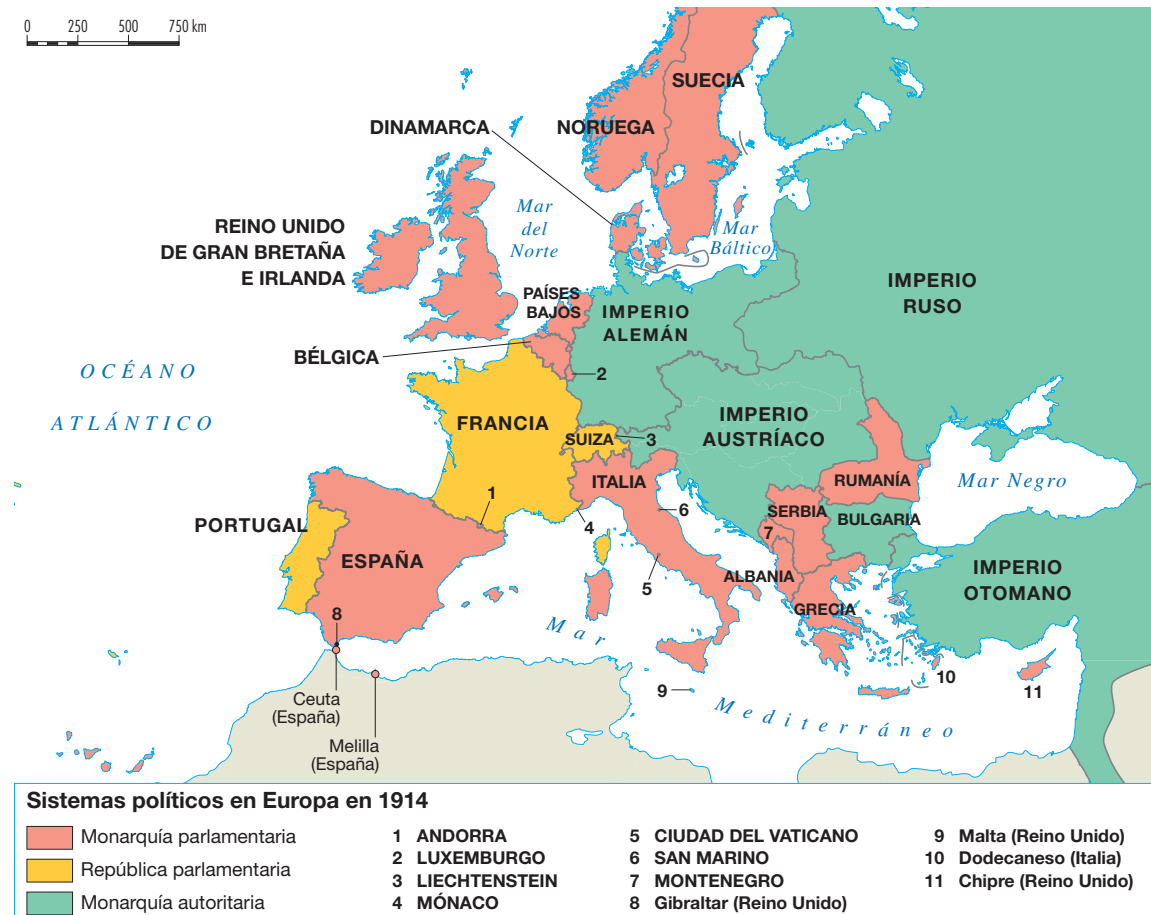 0 250 500 750 km
SUECIA
DINAMARCA
NORUEGA
REINO UNIDO
DE GRAN BRETAÑA
E IRLANDA
Mar
del
Norte
Mar
Báltico
IMPERIO
RUSO
PAÍSES
BAJOS
IMPERIO
ALEMÁN
BÉLGICA
OCÉANO
ATLÁNTICO
2
FRANCIA
IMPERIO
AUSTRÍACO
SUIZA
3
ITALIA
RUMANÍA
Mar Negro
1
PORTUGAL
4
6
SERBIA
BULGARIA
7
ESPAÑA
ALBANIA
IMPERIO
OTOMANO
5
GRECIA
8
Mar
Mediterráneo
9
10
11
Ceuta
(España)
Melilla
(España)
Sistemas políticos en Europa en 1914
Monarquía parlamentaria
República parlamentaria
Monarquía autoritaria
1 ANDORRA
2 LUXEMBURGO
3 LIECHTENSTEIN
4 MÓNACO
5 CIUDAD DEL VATICANO
6 SAN MARINO
7 MONTENEGRO
8 Gibraltar (Reino Unido)
9 Malta (Reino Unido)
10 Dodecaneso (Italia)
11 Chipre (Reino Unido)